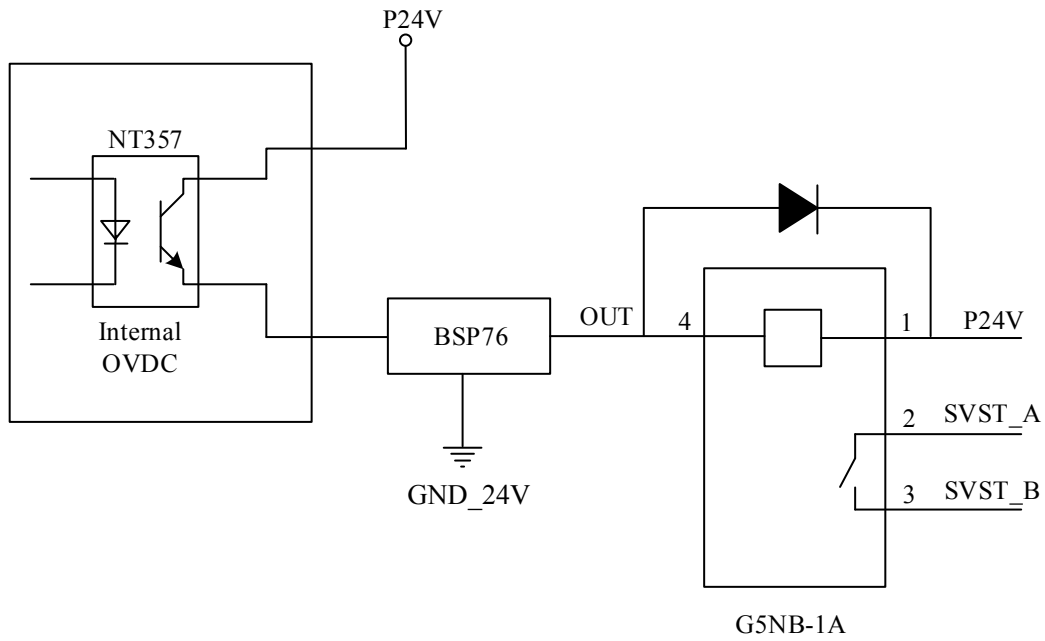 P24V
NT357
Internal
OVDC
BSP76
GND_24V
OUT
4
1
P24V
2
SVST_A
3
SVST_B
G5NB-1A